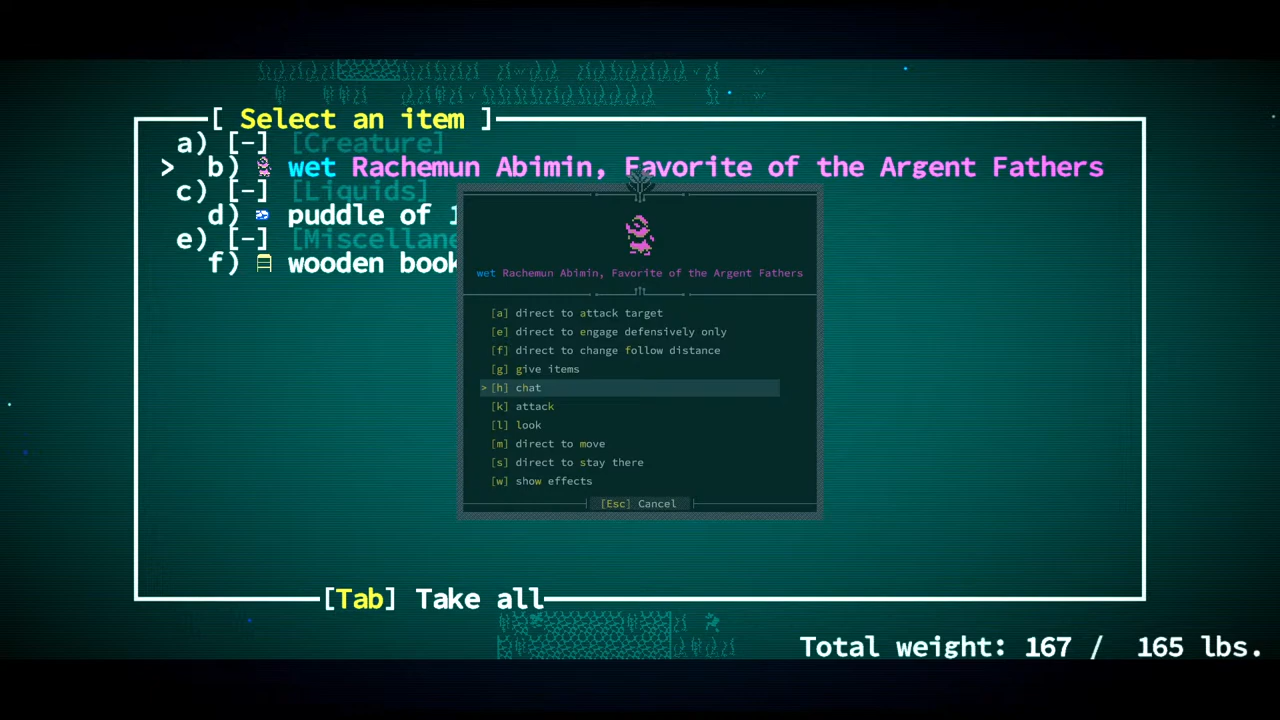 [ Select an item ]
a) [-] [Creature]
> b) wet Rachemun Abimin, Favorite of the Argent Fathers
c) [-] [Liquids]
d) puddle of
e) [-] [Miscellane
f) wooden book
wet Rachemun Abimin, Favorite of the Argent Fathers
[a] direct to attack target
[e] direct to engage defensively only
[f] direct to change follow distance
[g] give items
> [h] chat
[k] attack
[l] look
[m] direct to move
[s] direct to stay there
[w] show effects
[Esc] Cancel
[Tab] Take all
Total weight: 167 / 165 lbs.